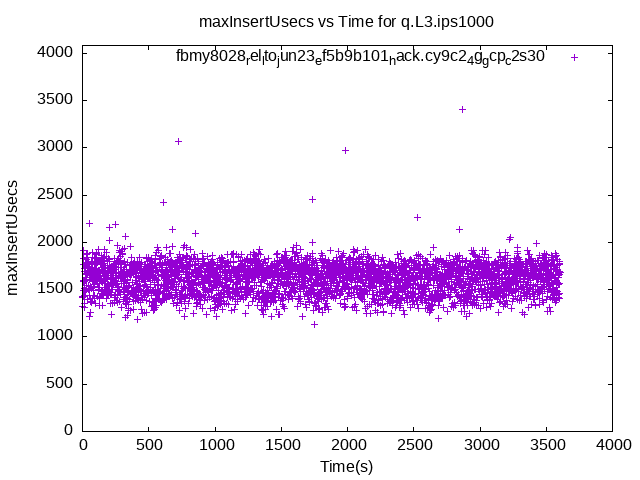 maxInsertUsecs vs Time for q.L3.ips1000
fbmy8028relltojun23ef5b9b101hack.cy9c24ggcpc2s30
4000
3500
3000
2500
2000
1500
1000
500
0
maxInsertUsecs
0 500 1000 1500 2000 2500 3000 3500 4000
Time(s)